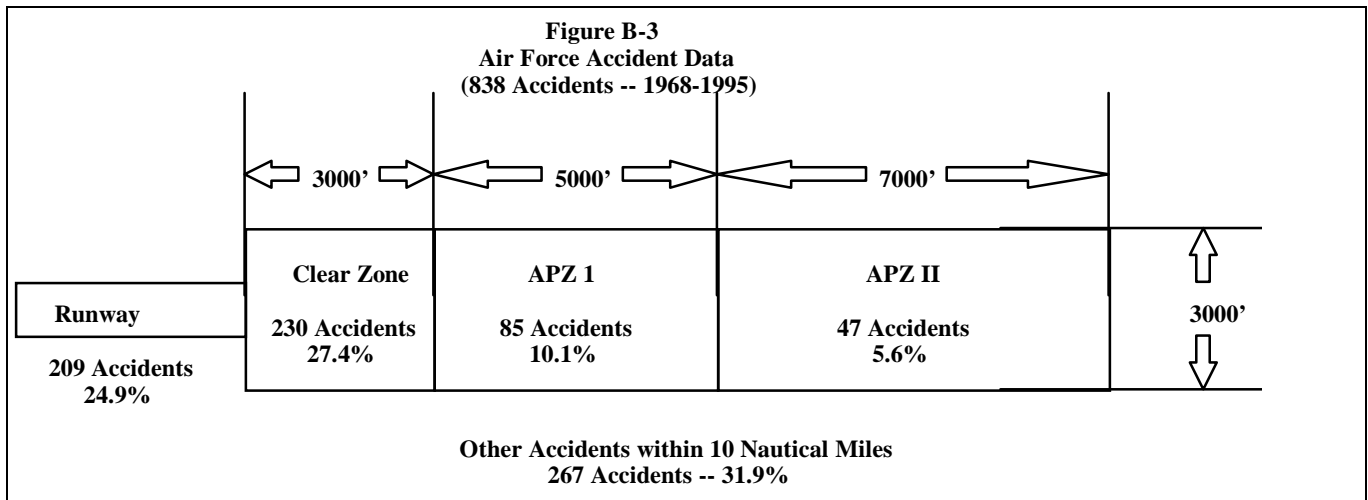 Figure B-3
Air Force Accident Data
(838 Accidents -- 1968-1995)
3000’
5000’
7000’
Clear Zone
APZ 1
APZ II
Runway
230 Accidents
27.4%
85 Accidents
10.1%
47 Accidents
5.6%
3000’
209 Accidents
24.9%
Other Accidents within 10 Nautical Miles
267 Accidents -- 31.9%